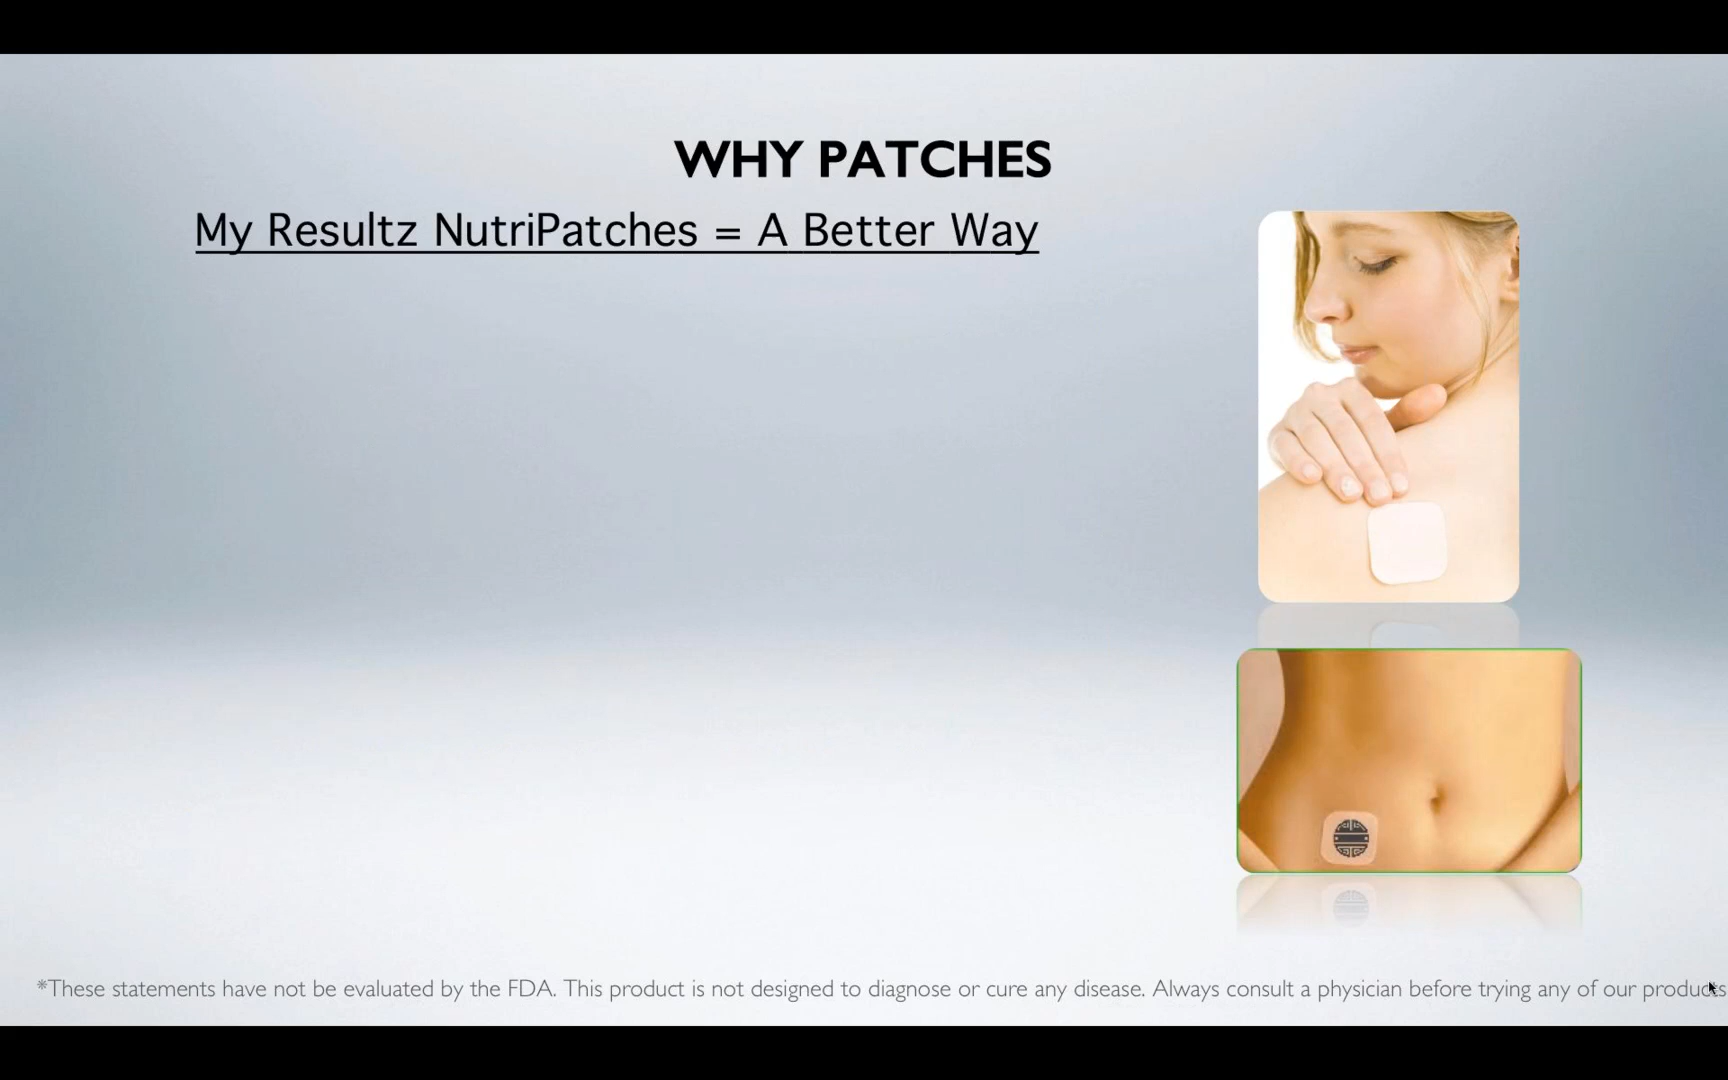 WHY PATCHES
My Resultz NutriPatches = A Better Way
*These statements have not be evaluated by the FDA. This product is not designed to diagnose or cure any disease. Always consult a physician before trying any of our products